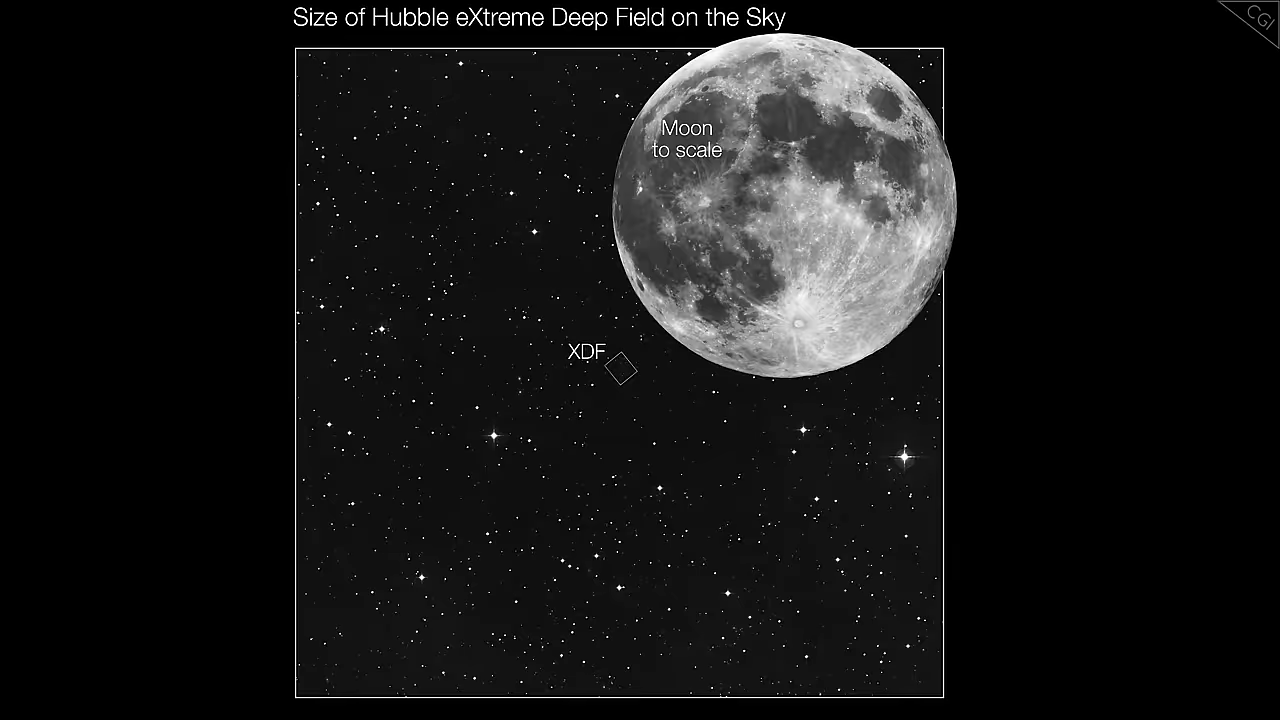 Size of Hubble eXtreme Deep Field on the Sky
CGI
Moon
to scale
XDF